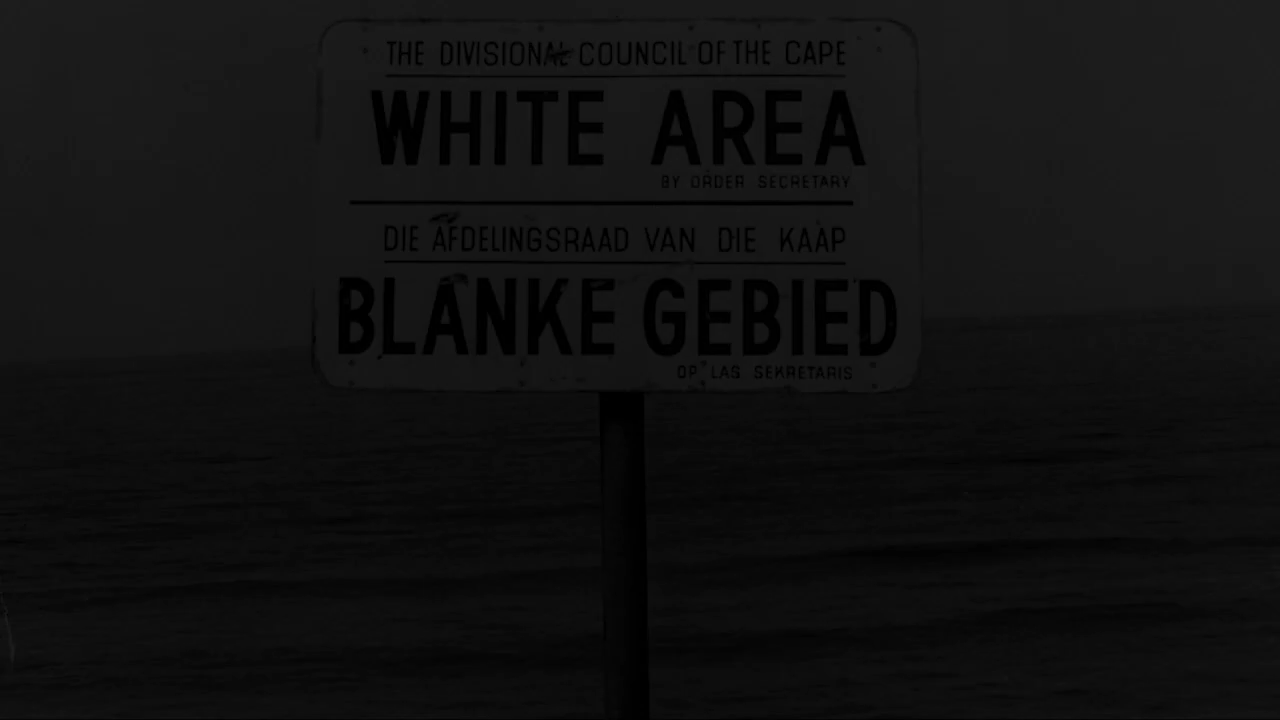 THE DIVISIONAL COUNCIL OF THE CAPE
WHITE AREA
BY ORDER SECRETARY
DIE AFDELINGSRAAD VAN DIE KAAP
BLANKE GEBIED
OP LAS SEKRETARIS